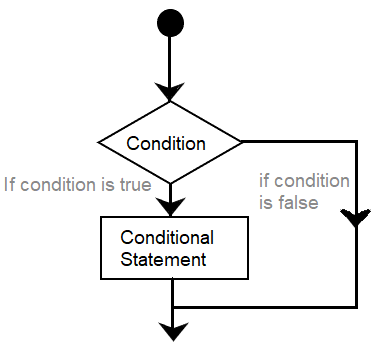 Condition
If condition is true
if condition
is false
Conditional
Statement